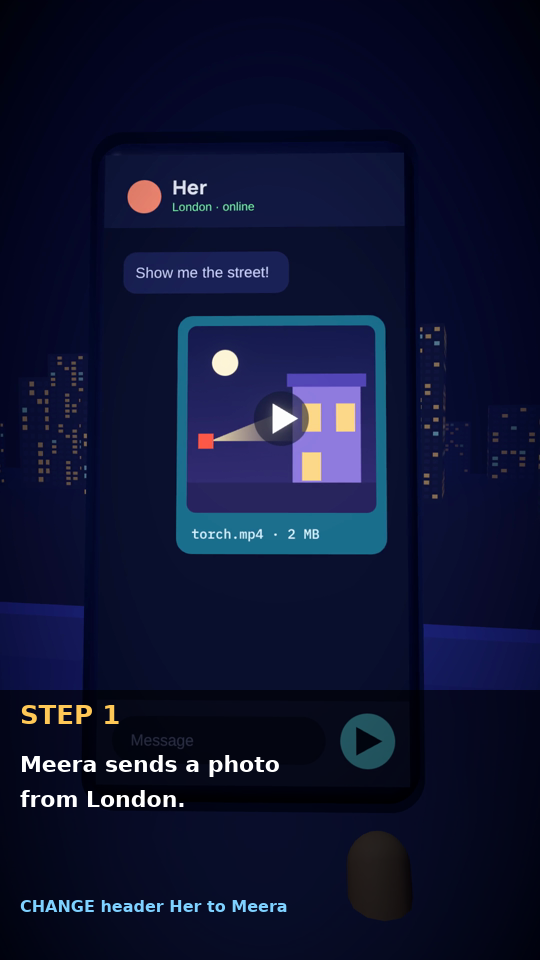 Her
London · online
Show me the street!
torch.mp4 · 2 MB
STEP 1
Message
Meera sends a photo
from London.
CHANGE header Her to Meera